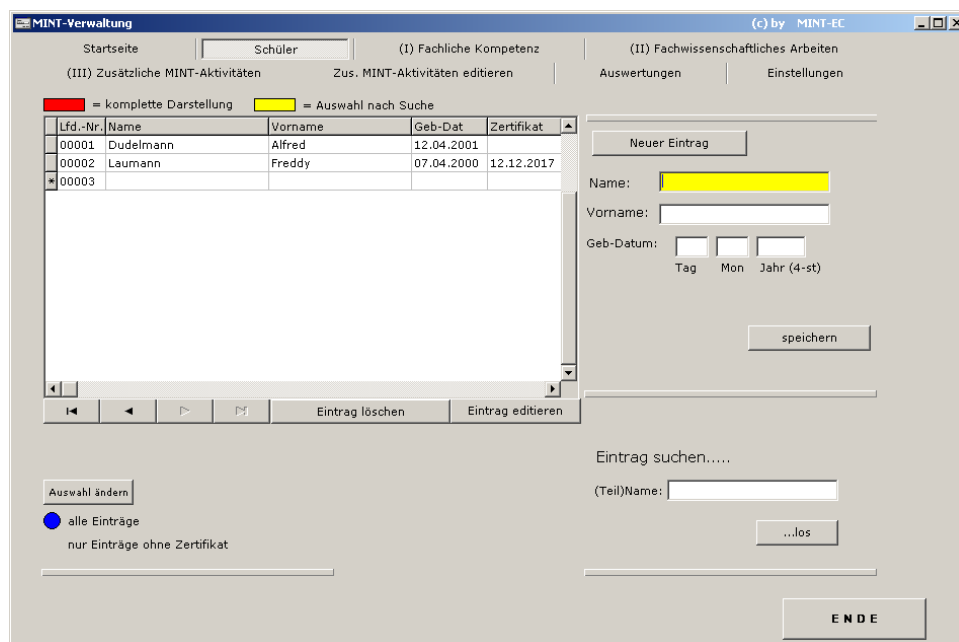 MINT-Verwaltung (c) by MINT-EC
Startseite Schüler (I) Fachliche Kompetenz (II) Fachwissenschaftliches Arbeiten
(III) Zusätzliche MINT-Aktivitäten Zus. MINT-Aktivitäten editieren Auswertungen Einstellungen
= komplette Darstellung = Auswahl nach Suche
Lfd.-Nr. Name Vorname Geb-Dat Zertifikat
00001 Dudelmann Alfred 12.04.2001
00002 Laumann Freddy 07.04.2000 12.12.2017
* 00003
Eintrag löschen Eintrag editieren
Auswahl ändern
alle Einträge
nur Einträge ohne Zertifikat
Neuer Eintrag
Name:
Vorname:
Geb-Datum:
Tag Mon Jahr (4-st)
speichern
Eintrag suchen.....
(Teil)Name:
...los
E N D E